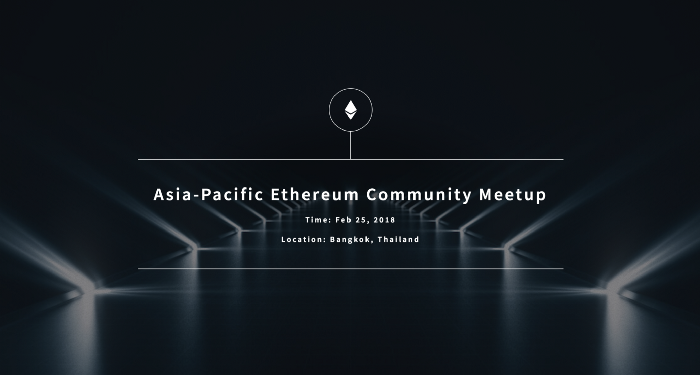 Asia-Pacific Ethereum Community Meetup
Time: Feb 25, 2018
Location: Bangkok, Thailand